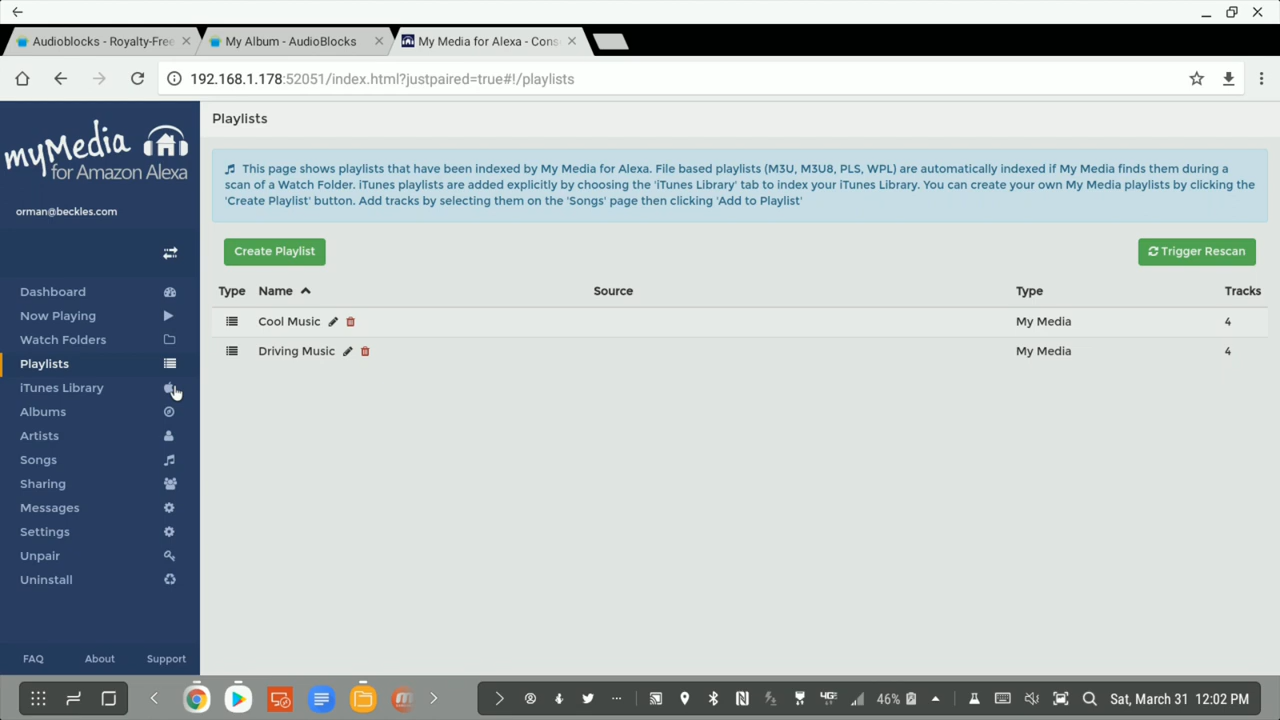 Audioblocks - Royalty-Free
My Album - AudioBlocks
My Media for Alexa - Cons
192.168.1.178:52051/index.html?justpaired=true#!/playlists
myMedia
for Amazon Alexa
orman@beckles.com
Dashboard
Now Playing
Watch Folders
Playlists
iTunes Library
Albums
Artists
Songs
Sharing
Messages
Settings
Unpair
Uninstall
FAQ About Support
Playlists
This page shows playlists that have been indexed by My Media for Alexa. File based playlists (M3U, M3U8, PLS, WPL) are automatically indexed if My Media finds them during a
scan of a Watch Folder. iTunes playlists are added explicitly by choosing the 'iTunes Library' tab to index your iTunes Library. You can create your own My Media playlists by clicking the
'Create Playlist' button. Add tracks by selecting them on the 'Songs' page then clicking 'Add to Playlist'
Create Playlist Trigger Rescan
Type Name Source Type Tracks
Cool Music My Media 4
Driving Music My Media 4
4G 46% Sat, March 31 12:02 PM